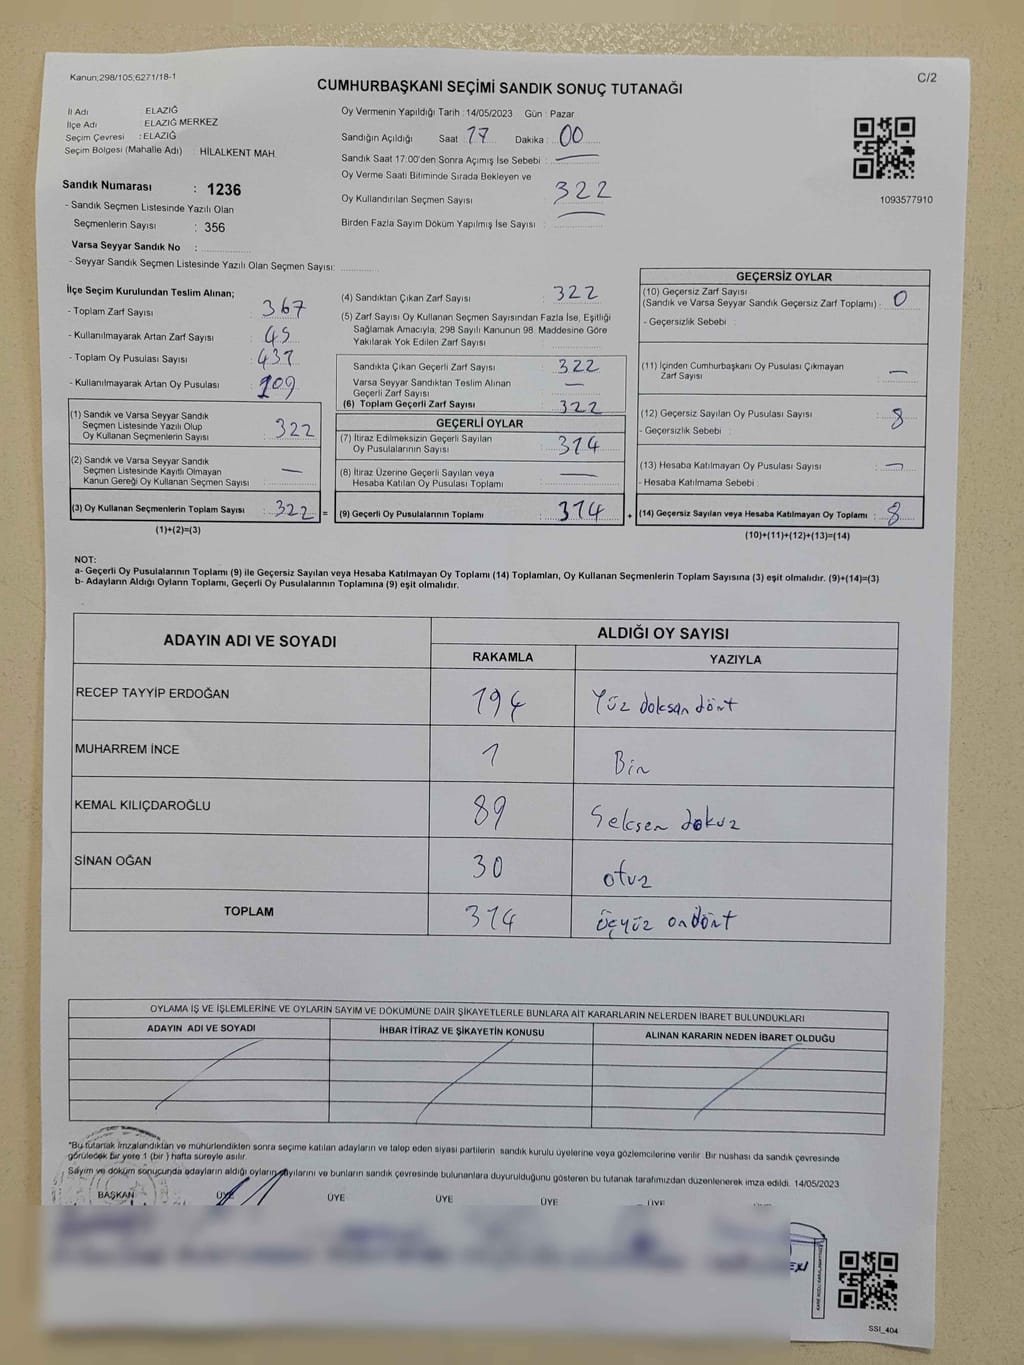 Kanun;298/105;6271/18-1
C/2
CUMHURBAŞKANI SEÇİMİ SANDIK SONUÇ TUTANAĞI
İl Adı ELAZIĞ
İlçe Adı ELAZIĞ MERKEZ
Seçim Çevresi : ELAZIĞ
Seçim Bölgesi (Mahalle Adı) : HİLALKENT MAH.
Sandık Numarası : 1236
- Sandık Seçmen Listesinde Yazılı Olan
Seçmenlerin Sayısı : 356
Varsa Seyyar Sandık No :
- Seyyar Sandık Seçmen Listesinde Yazılı Olan Seçmen Sayısı:
Oy Vermenin Yapıldığı Tarih : 14/05/2023 Gün : Pazar
Sandığın Açıldığı Saat : 17 Dakika : 00
Sandık Saat 17:00'den Sonra Açımış İse Sebebi : —
Oy Verme Saati Bitiminde Sırada Bekleyen ve
Oy Kullandırılan Seçmen Sayısı : 322
Birden Fazla Sayım Döküm Yapılmış İse Sayısı : —
1093577910
İlçe Seçim Kurulundan Teslim Alınan;
- Toplam Zarf Sayısı : 367
- Kullanılmayarak Artan Zarf Sayısı : 45
- Toplam Oy Pusulası Sayısı : 431
- Kullanılmayarak Artan Oy Pusulası : 109
(1) Sandık ve Varsa Seyyar Sandık
Seçmen Listesinde Yazılı Olup
Oy Kullanan Seçmenlerin Sayısı : 322
(2) Sandık ve Varsa Seyyar Sandık
Seçmen Listesinde Kayıtlı Olmayan
Kanun Gereği Oy Kullanan Seçmen Sayısı : —
(3) Oy Kullanan Seçmenlerin Toplam Sayısı : 322 =
(1)+(2)=(3)
(4) Sandıktan Çıkan Zarf Sayısı : 322
(5) Zarf Sayısı Oy Kullanan Seçmen Sayısından Fazla İse, Eşitliği
Sağlamak Amacıyla, 298 Sayılı Kanunun 98. Maddesine Göre
Yakılarak Yok Edilen Zarf Sayısı :
Sandıkta Çıkan Geçerli Zarf Sayısı : 322
Varsa Seyyar Sandıktan Teslim Alınan
Geçerli Zarf Sayısı : —
(6) Toplam Geçerli Zarf Sayısı : 322
GEÇERLİ OYLAR
(7) İtiraz Edilmeksizin Geçerli Sayılan
Oy Pusulalarının Sayısı : 314
(8) İtiraz Üzerine Geçerli Sayılan veya
Hesaba Katılan Oy Pusulası Toplamı : —
(9) Geçerli Oy Pusulalarının Toplamı : 314 +
GEÇERSİZ OYLAR
(10) Geçersiz Zarf Sayısı
(Sandık ve Varsa Seyyar Sandık Geçersiz Zarf Toplamı) : 0
- Geçersizlik Sebebi :
(11) İçinden Cumhurbaşkanı Oy Pusulası Çıkmayan
Zarf Sayısı : —
(12) Geçersiz Sayılan Oy Pusulası Sayısı : 8
- Geçersizlik Sebebi :
(13) Hesaba Katılmayan Oy Pusulası Sayısı : —
- Hesaba Katılmama Sebebi :
(14) Geçersiz Sayılan veya Hesaba Katılmayan Oy Toplamı : 8
(10)+(11)+(12)+(13)=(14)
NOT:
a- Geçerli Oy Pusulalarının Toplamı (9) ile Geçersiz Sayılan veya Hesaba Katılmayan Oy Toplamı (14) Toplamları, Oy Kullanan Seçmenlerin Toplam Sayısına (3) eşit olmalıdır. (9)+(14)=(3)
b- Adayların Aldığı Oyların Toplamı, Geçerli Oy Pusulalarının Toplamına (9) eşit olmalıdır.
ADAYIN ADI VE SOYADI
ALDIĞI OY SAYISI
RAKAMLA YAZIYLA
RECEP TAYYİP ERDOĞAN 194 Yüz doksan dört
MUHARREM İNCE 1 Bir
KEMAL KILIÇDAROĞLU 89 Seksen dokuz
SİNAN OĞAN 30 otuz
TOPLAM 314 üçyüz ondört
OYLAMA İŞ VE İŞLEMLERİNE VE OYLARIN SAYIM VE DÖKÜMÜNE DAİR ŞİKAYETLERLE BUNLARA AİT KARARLARIN NELERDEN İBARET BULUNDUKLARI
ADAYIN ADI VE SOYADI İHBAR İTİRAZ VE ŞİKAYETİN KONUSU ALINAN KARARIN NEDEN İBARET OLDUĞU
*Bu tutanak imzalandıktan ve mühürlendikten sonra seçime katılan adayların ve talep eden siyasi partilerin sandık kurulu üyelerine veya gözlemcilerine verilir. Bir nüshası da sandık çevresinde
görülecek bir yere 1 (bir ) hafta süreyle asılır.
Sayım ve döküm sonucunda adayların aldığı oyların sayılarını ve bunların sandık çevresinde bulunanlara duyurulduğunu gösteren bu tutanak tarafımızdan düzenlenerek imza edildi. 14/05/2023
BAŞKAN ÜYE ÜYE ÜYE ÜYE ÜYE
SSI_404